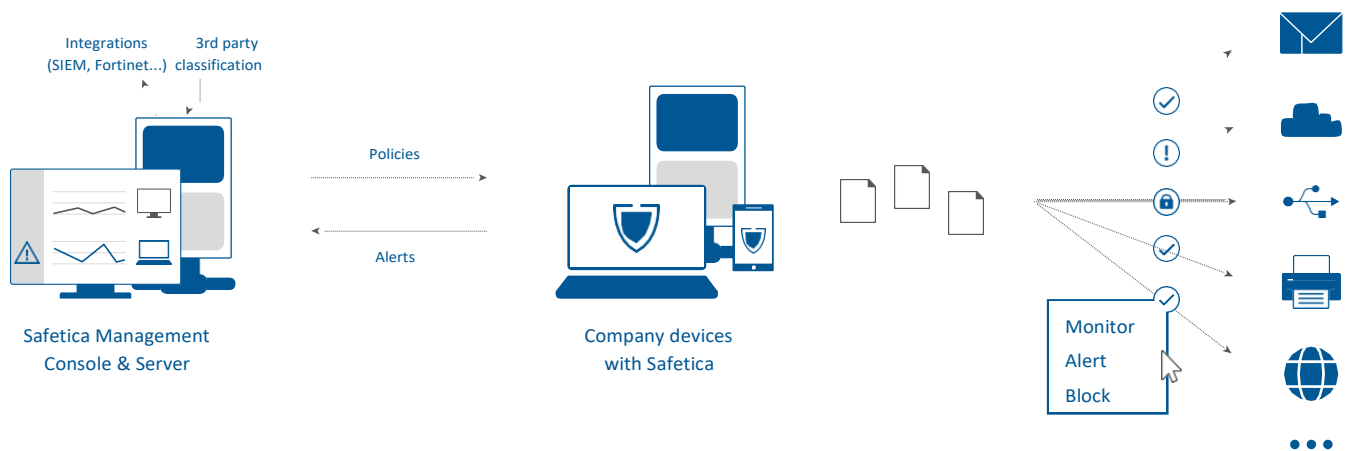 Integrations
(SIEM, Fortinet...)
3rd party
classification
Policies
Alerts
Safetica Management
Console & Server
Company devices
with Safetica
Monitor
Alert
Block